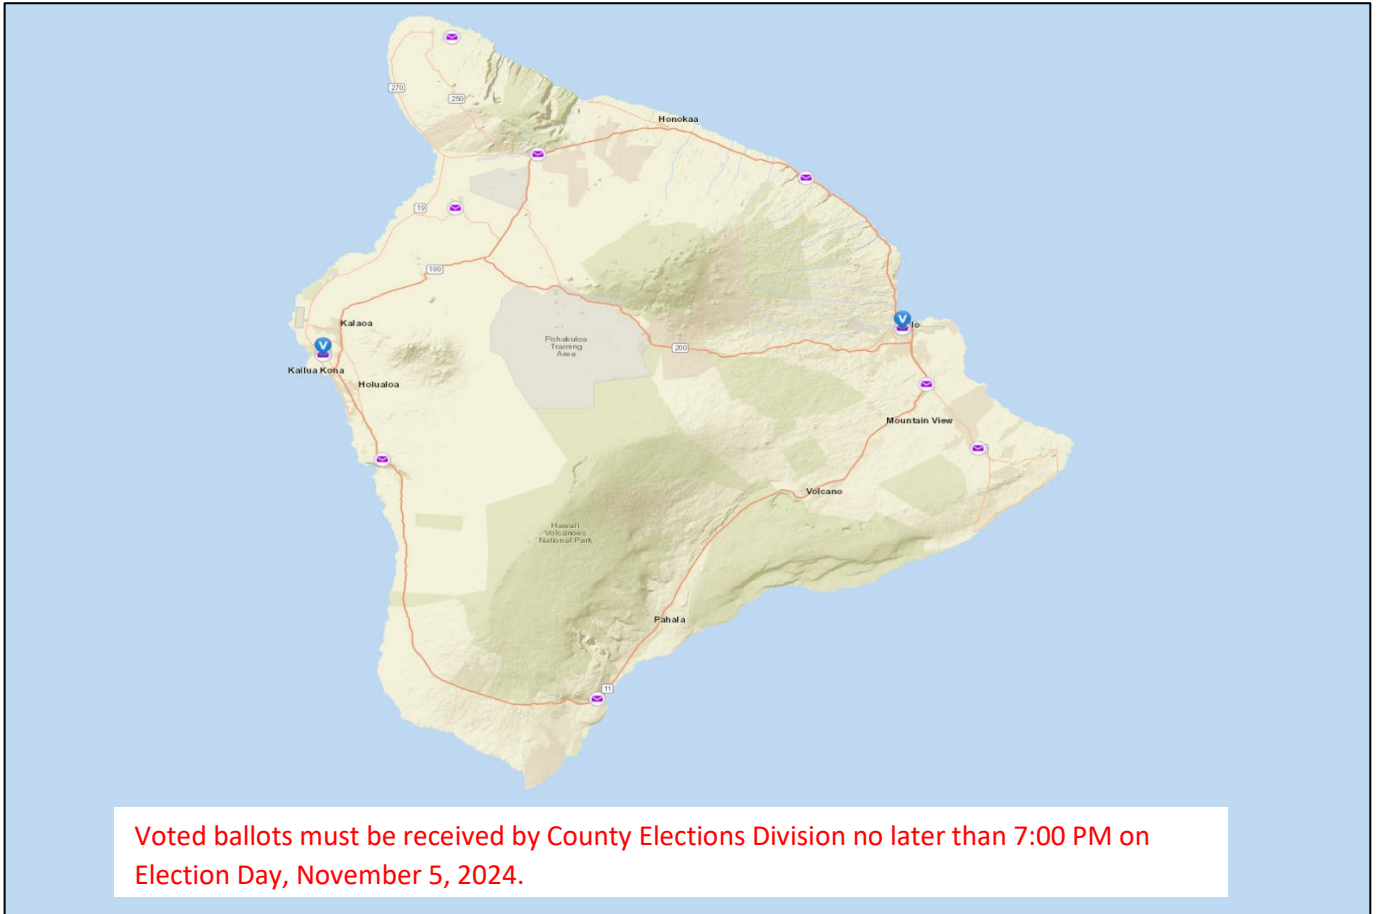 270
250
Honokaa
19
190
Kalaoa
V
V
lo
Pohakuloa
Training
Area
200
Kailua Kona
Holualoa
Mountain View
Volcano
Hawai'i
Volcanoes
National Park
Pahala
11
Voted ballots must be received by County Elections Division no later than 7:00 PM on
Election Day, November 5, 2024.